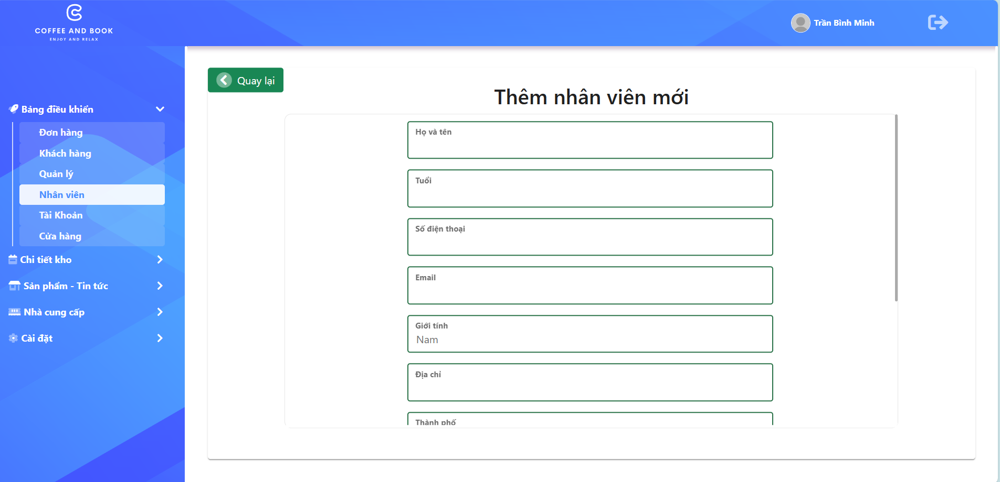 COFFEE AND BOOK
ENJOY AND RELAX
Trần Bình Minh
Bảng điều khiển
Đơn hàng
Khách hàng
Quản lý
Nhân viên
Tài Khoản
Cửa hàng
Chi tiết kho
Sản phẩm - Tin tức
Nhà cung cấp
Cài đặt
Quay lại
Thêm nhân viên mới
Họ và tên
Tuổi
Số điện thoại
Email
Giới tính
Nam
Địa chỉ
Thành phố